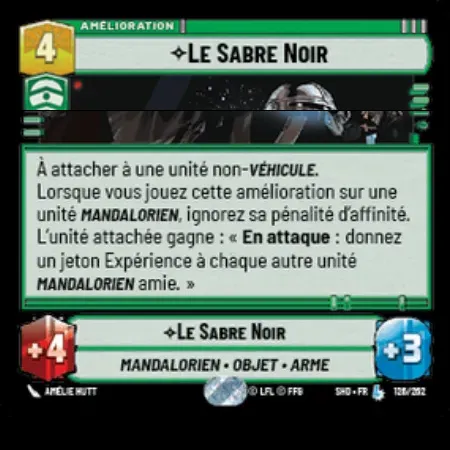 AMÉLIORATION
4
LE SABRE NOIR
À attacher à une unité non-VÉHICULE.
Lorsque vous jouez cette amélioration sur une
unité MANDALORIEN, ignorez sa pénalité d'affinité.
L'unité attachée gagne : « En attaque : donnez
un jeton Expérience à chaque autre unité
MANDALORIEN amie. »
+4
LE SABRE NOIR
+3
MANDALORIEN • OBJET • ARME
AMÉLIE HUTT
© LFL © FFG
SHD • FR
126/262